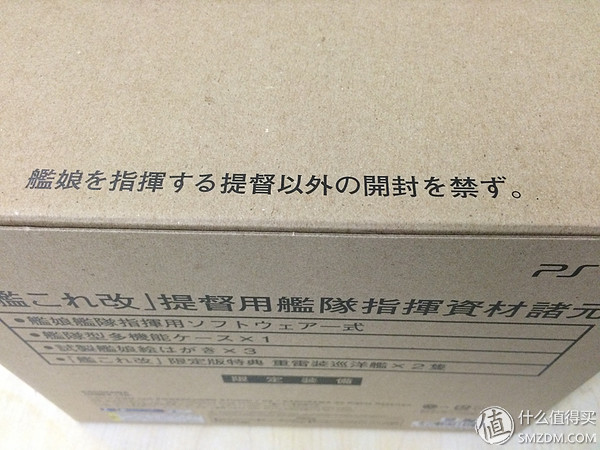 艦娘を指揮する提督以外の開封を禁ず。
PS
艦これ改」提督用艦隊指揮資材諸元
●艦娘艦隊指揮用ソフトウェアー式
●艦隊型多機能ケース×1
●試製艦娘絵はがき×3
●「艦これ改」限定版特典 重雷装巡洋艦×2隻
限定装備
值 什么值得买
SMZDM.COM